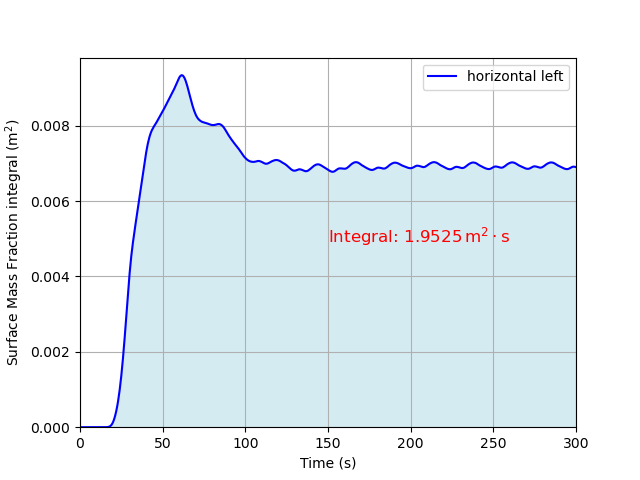 horizontal left
Surface Mass Fraction integral (m²)
0.008
0.006
0.004
0.002
0.000
Integral: 1.9525 m² · s
0 50 100 150 200 250 300
Time (s)